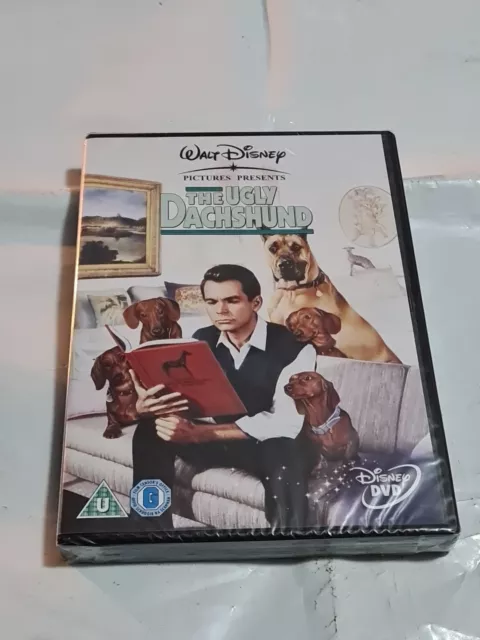 WALT DISNEY
PICTURES PRESENTS
THE UGLY
DACHSHUND
U
G
DISNEY
DVD